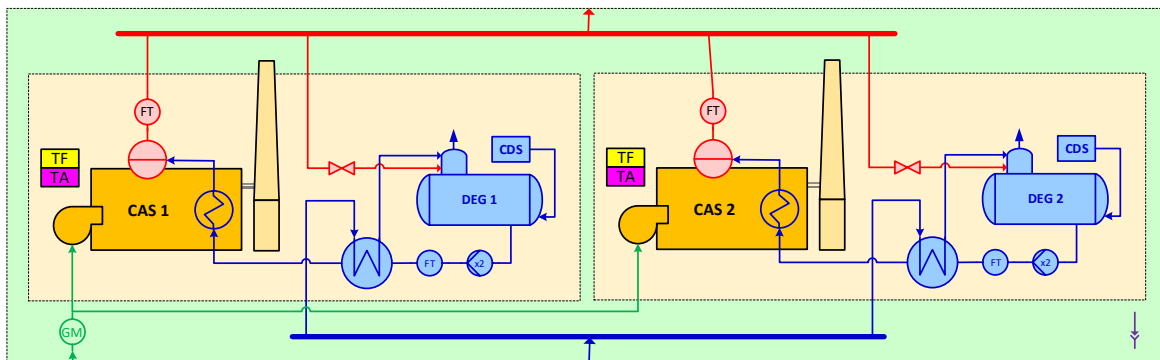 FT
FT
TF
TA
CAS 1
CDS
DEG 1
FT
x2
TF
TA
CAS 2
CDS
DEG 2
FT
x2
GM